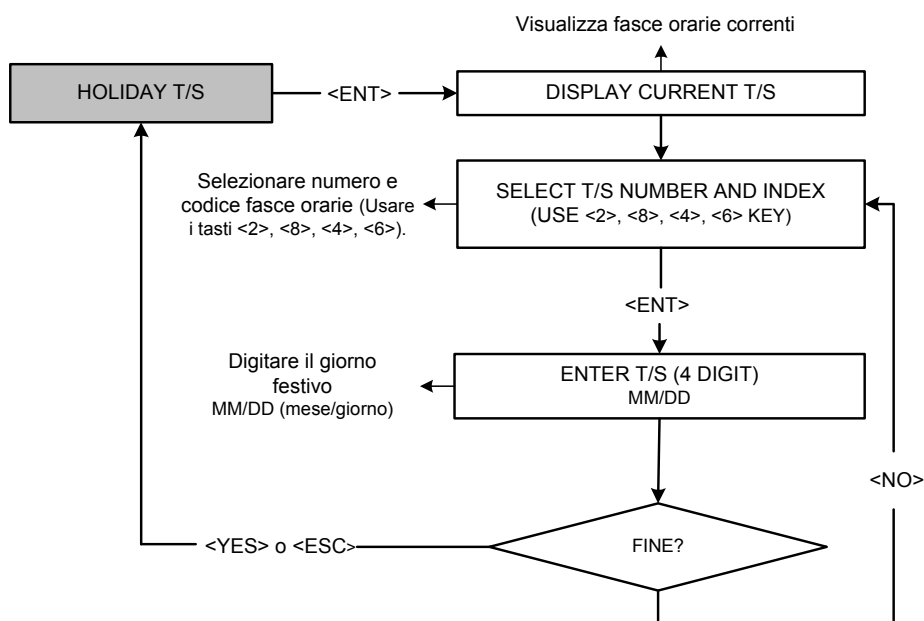 Visualizza fasce orarie correnti
HOLIDAY T/S
<ENT>
DISPLAY CURRENT T/S
Selezionare numero e
codice fasce orarie (Usare
i tasti <2>, <8>, <4>, <6>).
SELECT T/S NUMBER AND INDEX
(USE <2>, <8>, <4>, <6> KEY)
<ENT>
Digitare il giorno
festivo
MM/DD (mese/giorno)
ENTER T/S (4 DIGIT)
MM/DD
<NO>
<YES> o <ESC>
FINE?